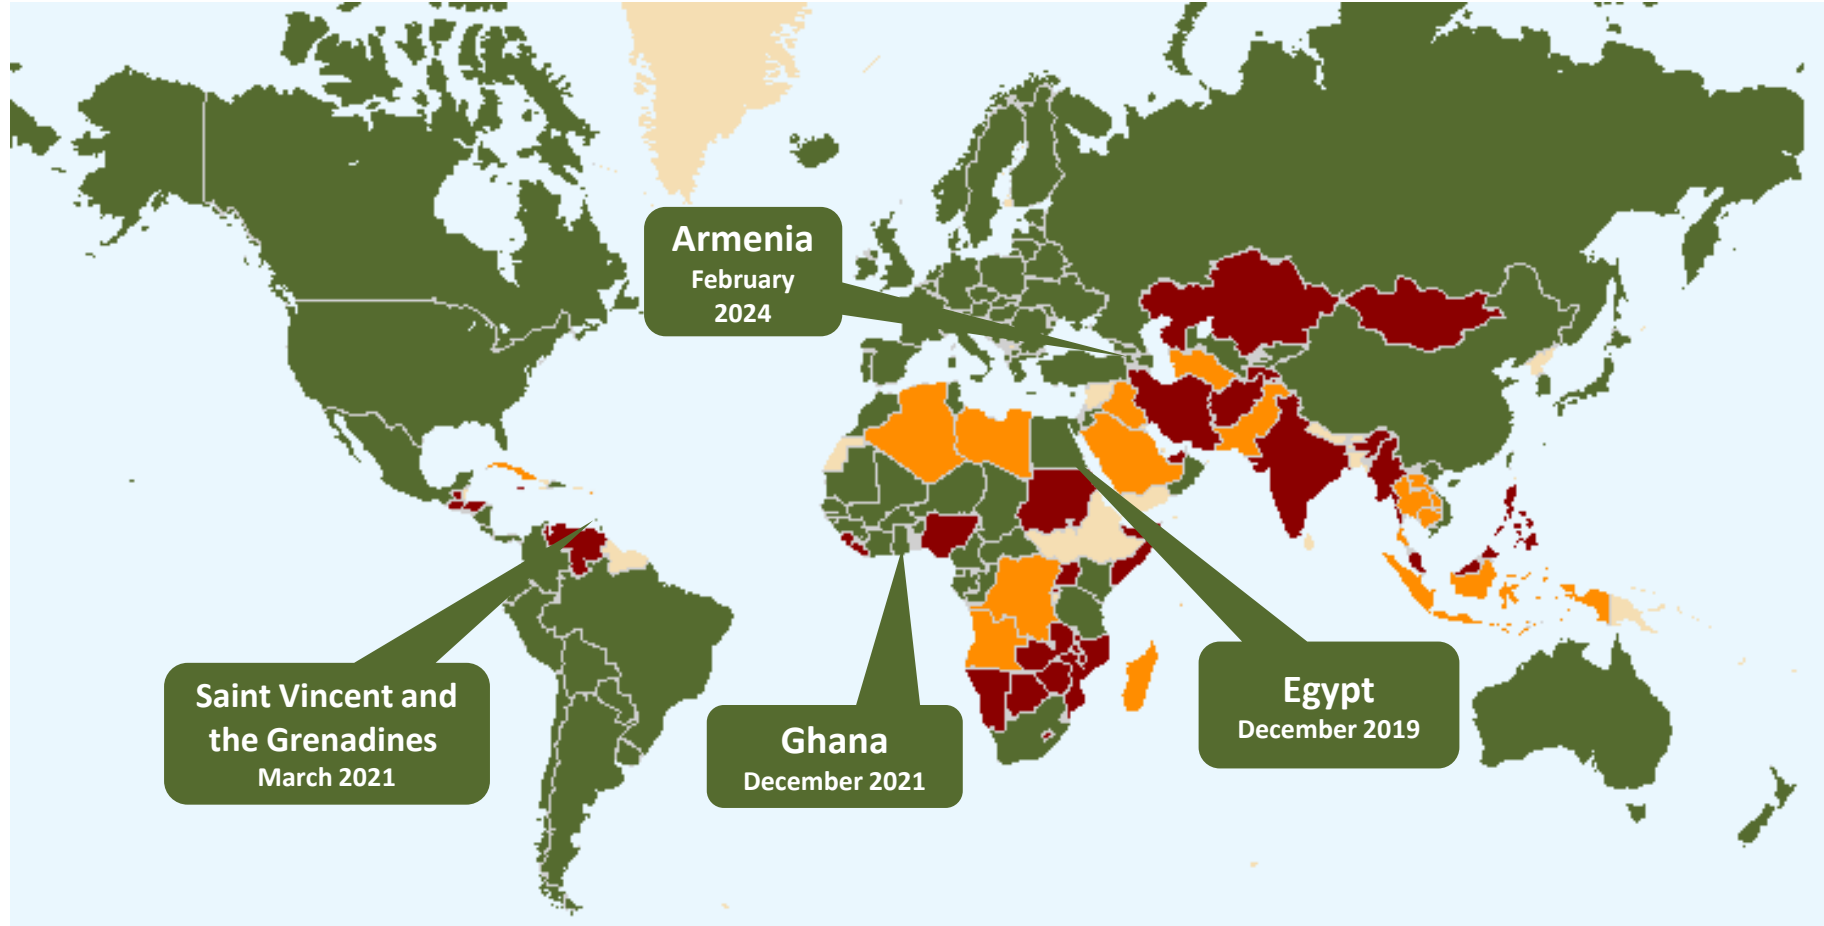 Armenia
February
2024
Saint Vincent and
the Grenadines
March 2021
Ghana
December 2021
Egypt
December 2019